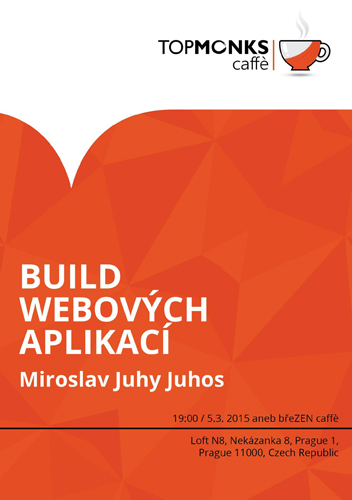 TOPMONKS
caffè
BUILD
WEBOVÝCH
APLIKACÍ
Miroslav Juhy Juhos
19:00 / 5.3. 2015 aneb břeZEN caffè
Loft N8, Nekázanka 8, Prague 1,
Prague 11000, Czech Republic